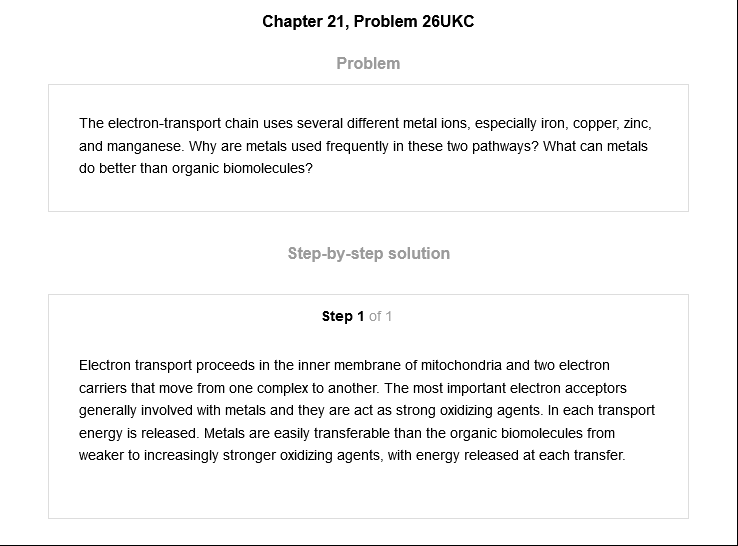 Chapter 21, Problem 26UKC
Problem
The electron-transport chain uses several different metal ions, especially iron, copper, zinc,
and manganese. Why are metals used frequently in these two pathways? What can metals
do better than organic biomolecules?
Step-by-step solution
Step 1 of 1
Electron transport proceeds in the inner membrane of mitochondria and two electron
carriers that move from one complex to another. The most important electron acceptors
generally involved with metals and they are act as strong oxidizing agents. In each transport
energy is released. Metals are easily transferable than the organic biomolecules from
weaker to increasingly stronger oxidizing agents, with energy released at each transfer.